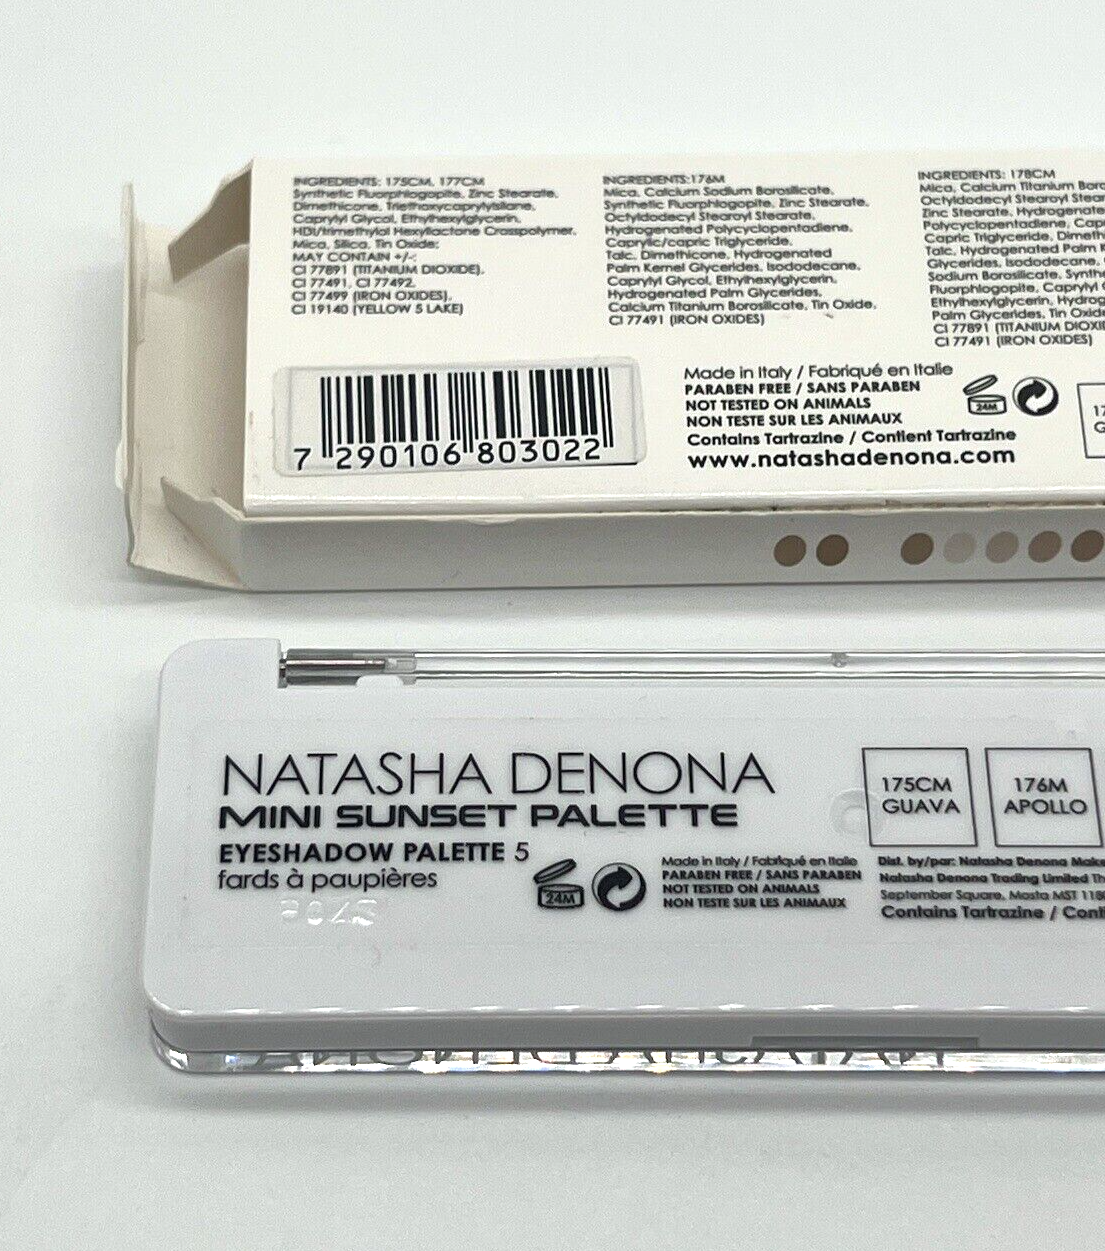 INGREDIENTS: 175CM, 177CM
Synthetic Fluorphlogopite, Zinc Stearate,
Dimethicone, Triethoxycaprylylsilane,
Caprylyl Glycol, Ethylhexylglycerin,
HDI/trimethylol Hexyllactone Crosspolymer,
Mica, Silica, Tin Oxide;
MAY CONTAIN +/-:
CI 77891 (TITANIUM DIOXIDE),
CI 77491, CI 77492,
CI 77499 (IRON OXIDES),
CI 19140 (YELLOW 5 LAKE)
INGREDIENTS:176M
Mica, Calcium Sodium Borosilicate,
Synthetic Fluorphlogopite, Zinc Stearate,
Octyldodecyl Stearoyl Stearate,
Hydrogenated Polycyclopentadiene,
Caprylic/capric Triglyceride,
Talc, Dimethicone, Hydrogenated
Palm Kernel Glycerides, Isododecane,
Caprylyl Glycol, Ethylhexylglycerin,
Hydrogenated Palm Glycerides,
Calcium Titanium Borosilicate, Tin Oxide,
CI 77491 (IRON OXIDES)
INGREDIENTS: 178CM
Mica, Calcium Titanium
Octyldodecyl Stearoyl
Zinc Stearate,
Polycyclopentadiene,
Capric Triglyceride,
Talc, Hydrogenated Palm
Glycerides, Isododecane,
Sodium Borosilicate,
Fluorphlogopite, Caprylyl
Ethylhexylglycerin,
Palm Glycerides, Tin
CI 77891 (TITANIUM
CI 77491 (IRON OXIDES)
7 290106 803022
Made in Italy / Fabriqué en Italie
PARABEN FREE / SANS PARABEN
NOT TESTED ON ANIMALS
NON TESTE SUR LES ANIMAUX
Contains Tartrazine / Contient Tartrazine
www.natashadenona.com
24M
NATASHA DENONA
MINI SUNSET PALETTE
EYESHADOW PALETTE 5
fards à paupières
24M
Made in Italy / Fabriqué en Italie
PARABEN FREE / SANS PARABEN
NOT TESTED ON ANIMALS
NON TESTE SUR LES ANIMAUX
175CM
GUAVA
176M
APOLLO
Dist. by/par: Natasha Denona
Natasha Denona Trading Limited
September Square, Mosta MST
Contains Tartrazine /